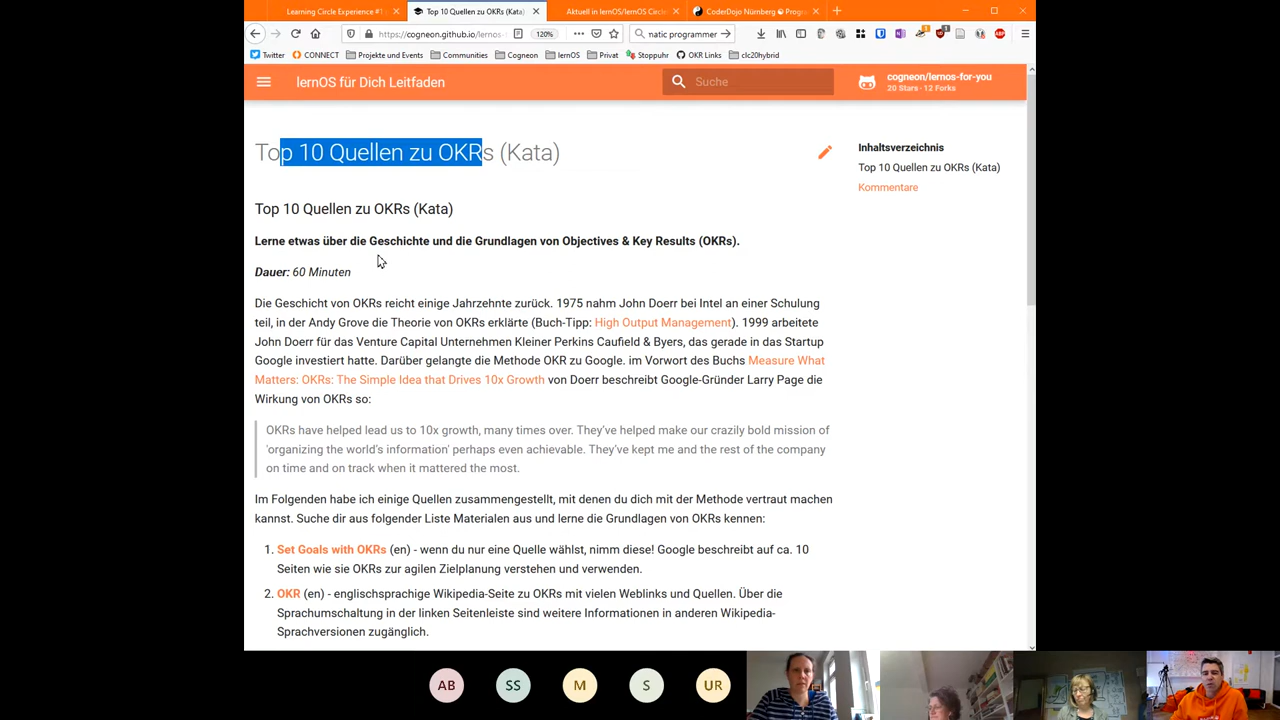 Learning Circle Experience #1
Top 10 Quellen zu OKRs (Kata)
Aktuell in lernOS/lernOS Circle
CoderDojo Nürnberg
https://cogneon.github.io/lernos-
120%
natic programmer
Twitter
CONNECT
Projekte und Events
Communities
Cogneon
lernOS
Privat
Stoppuhr
OKR Links
clc20hybrid
lernOS für Dich Leitfaden
Suche
cogneon/lernos-for-you
20 Stars · 12 Forks
Top 10 Quellen zu OKRs (Kata)
Inhaltsverzeichnis
Top 10 Quellen zu OKRs (Kata)
Kommentare
Top 10 Quellen zu OKRs (Kata)
Lerne etwas über die Geschichte und die Grundlagen von Objectives & Key Results (OKRs).
Dauer: 60 Minuten
Die Geschicht von OKRs reicht einige Jahrzehnte zurück. 1975 nahm John Doerr bei Intel an einer Schulung
teil, in der Andy Grove die Theorie von OKRs erklärte (Buch-Tipp: High Output Management). 1999 arbeitete
John Doerr für das Venture Capital Unternehmen Kleiner Perkins Caufield & Byers, das gerade in das Startup
Google investiert hatte. Darüber gelangte die Methode OKR zu Google. im Vorwort des Buchs Measure What
Matters: OKRs: The Simple Idea that Drives 10x Growth von Doerr beschreibt Google-Gründer Larry Page die
Wirkung von OKRs so:
OKRs have helped lead us to 10x growth, many times over. They've helped make our crazily bold mission of
'organizing the world's information' perhaps even achievable. They've kept me and the rest of the company
on time and on track when it mattered the most.
Im Folgenden habe ich einige Quellen zusammengestellt, mit denen du dich mit der Methode vertraut machen
kannst. Suche dir aus folgender Liste Materialen aus und lerne die Grundlagen von OKRs kennen:
1. Set Goals with OKRs (en) - wenn du nur eine Quelle wählst, nimm diese! Google beschreibt auf ca. 10
Seiten wie sie OKRs zur agilen Zielplanung verstehen und verwenden.
2. OKR (en) - englischsprachige Wikipedia-Seite zu OKRs mit vielen Weblinks und Quellen. Über die
Sprachumschaltung in der linken Seitenleiste sind weitere Informationen in anderen Wikipedia-
Sprachversionen zugänglich.
AB
SS
M
S
UR